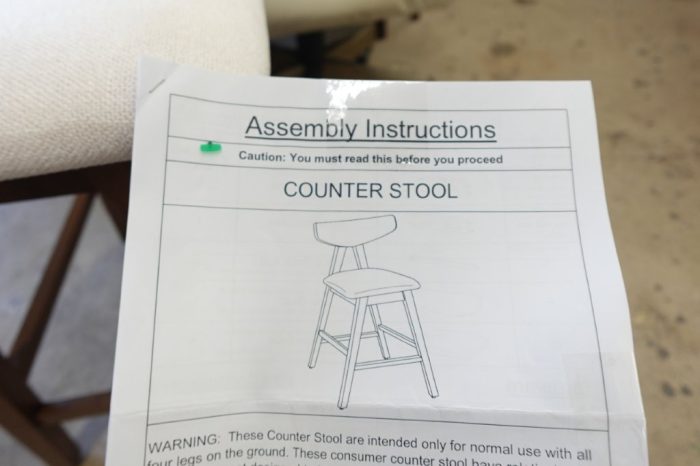 Assembly Instructions
Caution: You must read this before you proceed
COUNTER STOOL
WARNING: These Counter Stool are intended only for normal use with all
four legs on the ground. These consumer counter stool have